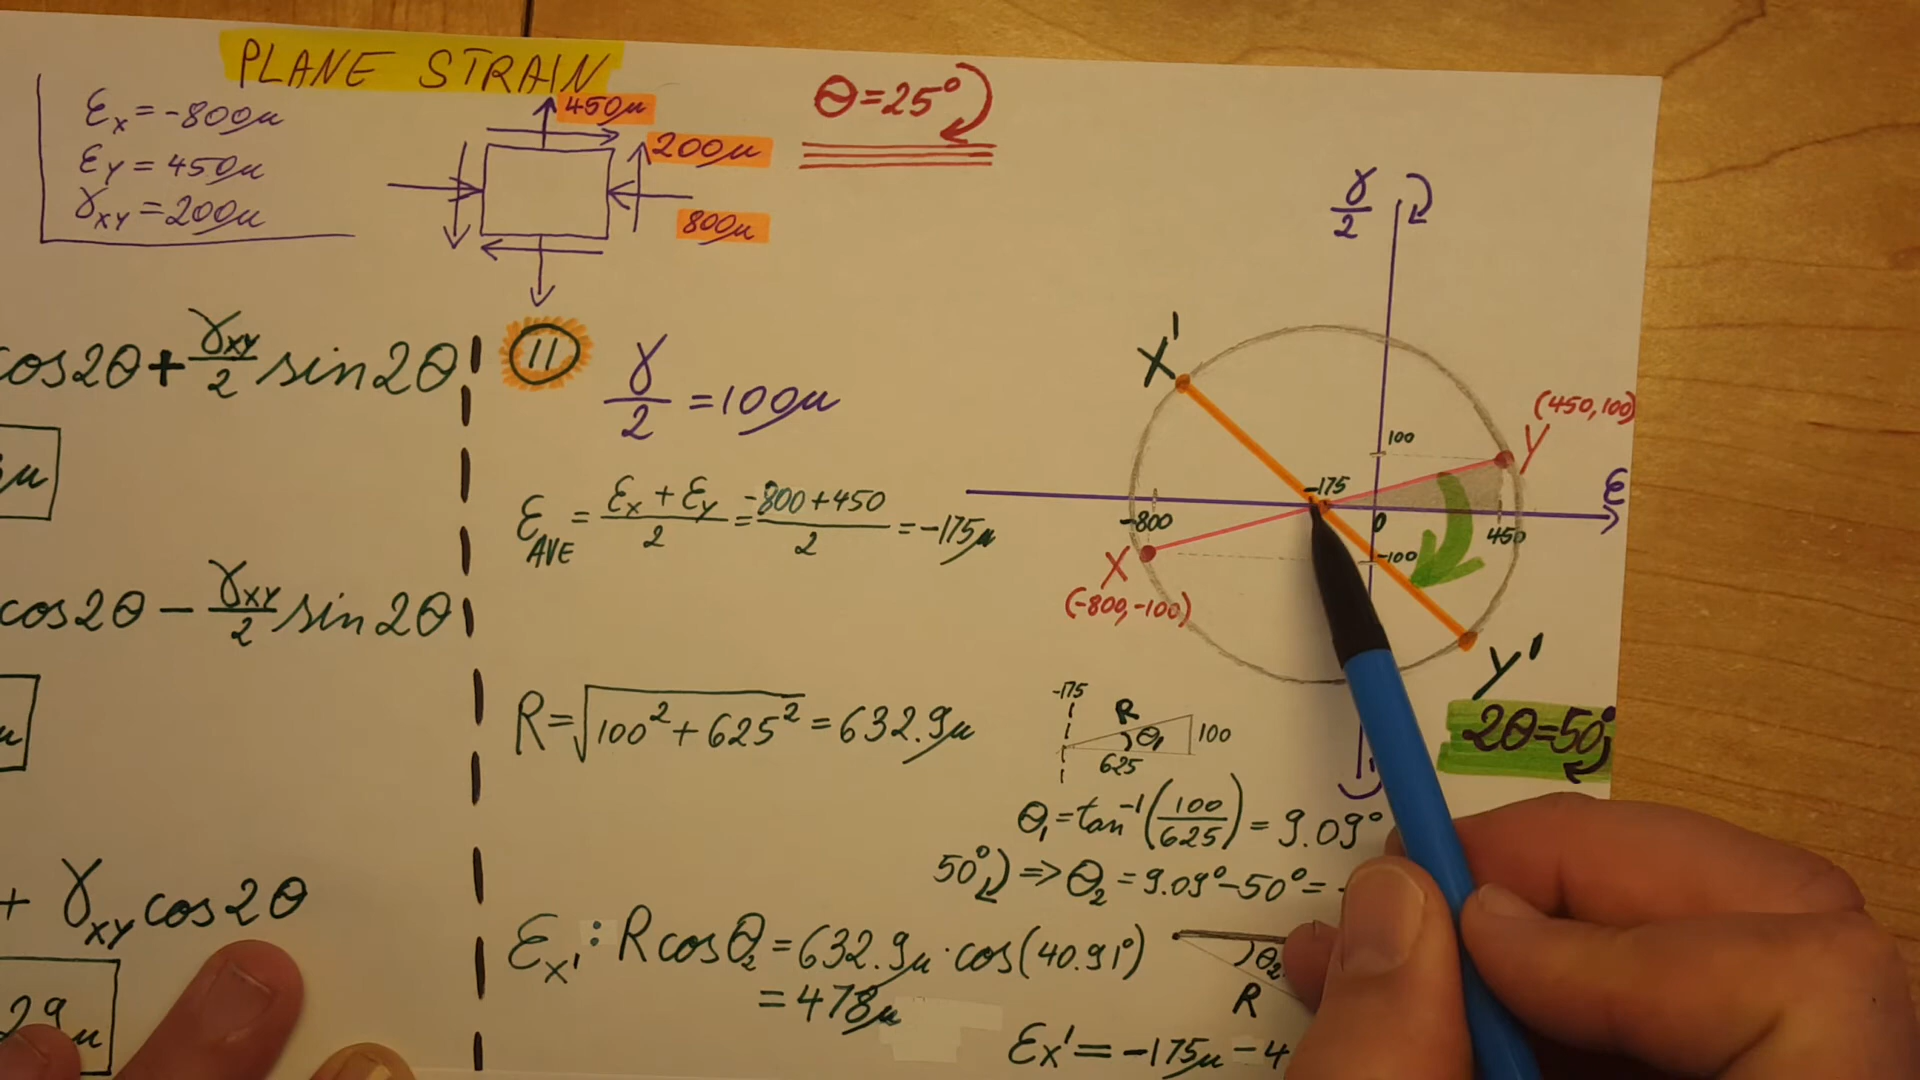 PLANE STRAIN
εx = -800μ
εy = 450μ
γxy = 200μ
450μ
200μ
800μ
θ=25°
cos2θ + γxy/2 sin2θ
μ
cos2θ - γxy/2 sin2θ
μ
+ γxy cos2θ
29μ
11
γ/2 = 100μ
εAVE = (εx + εy)/2 = (-800+450)/2 = -175μ
R = √(100² + 625²) = 632.9μ
εx' : R cosθ2 = 632.9μ · cos(40.91°)
= 478μ
εx' = -175μ - 4
γ/2
X'
(450,100)
Y
100
-175
ε
-800
0
450
X
-100
(-800,-100)
Y'
2θ=50°
-175
R
θ1
100
625
θ1 = tan⁻¹(100/625) = 9.09°
50° ⇒ θ2 = 9.09° - 50° = -
θ2
R